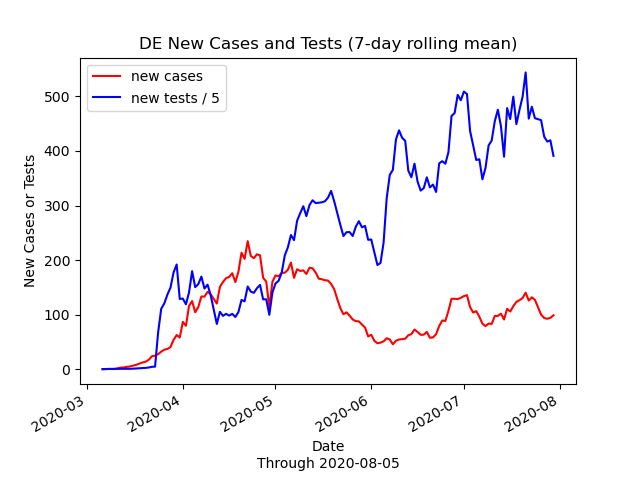 DE New Cases and Tests (7-day rolling mean)
new cases
new tests / 5
New Cases or Tests
500
400
300
200
100
0
2020-03
2020-04
2020-05
2020-06
2020-07
2020-08
Date
Through 2020-08-05